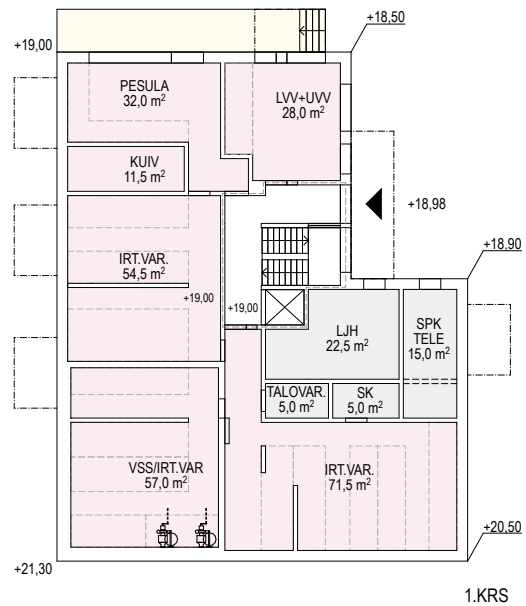 +18,50
+19,00
PESULA
32,0 m²
LVV+UVV
28,0 m²
KUIV
11,5 m²
+18,98
IRT.VAR.
54,5 m²
+18,90
+19,00
+19,00
LJH
22,5 m²
SPK
TELE
15,0 m²
TALOVAR.
5,0 m²
SK
5,0 m²
VSS/IRT.VAR
57,0 m²
IRT.VAR.
71,5 m²
+20,50
+21,30
1.KRS